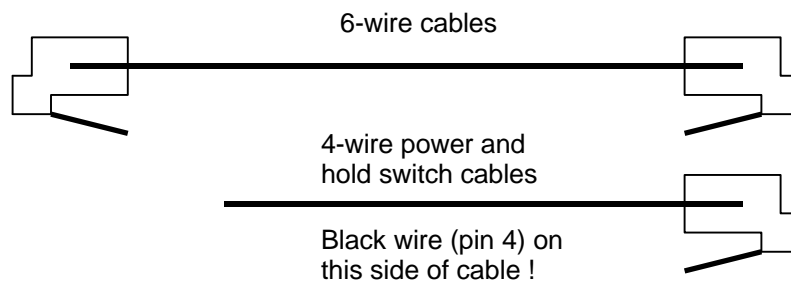 6-wire cables
4-wire power and
hold switch cables
Black wire (pin 4) on
this side of cable !